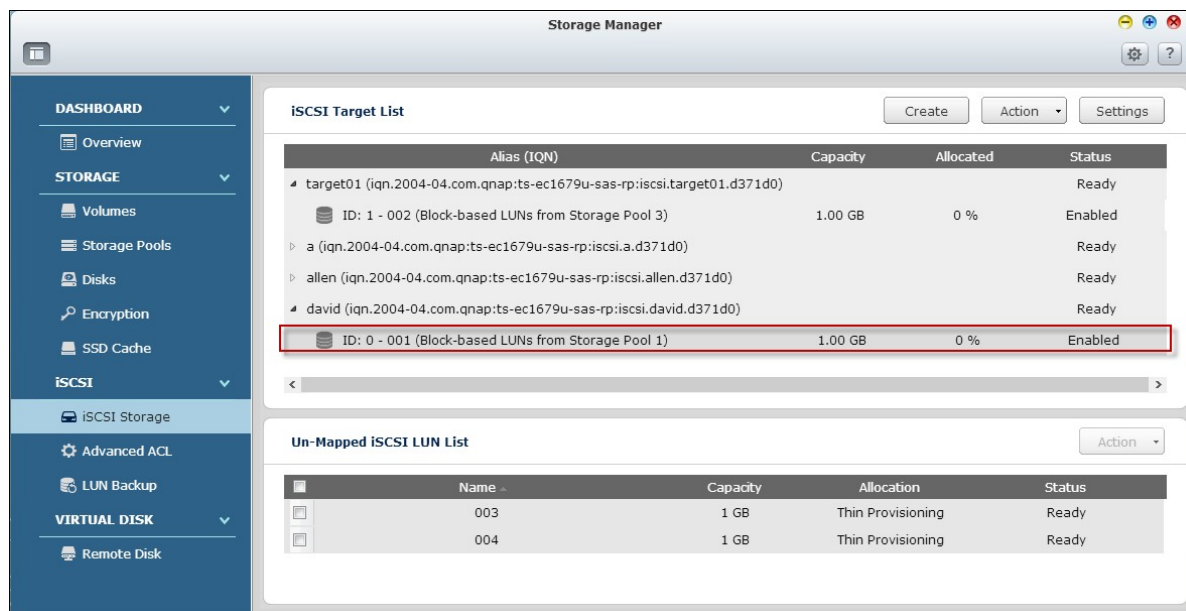 Storage Manager
?
DASHBOARD
Overview
STORAGE
Volumes
Storage Pools
Disks
Encryption
SSD Cache
iSCSI
iSCSI Storage
Advanced ACL
LUN Backup
VIRTUAL DISK
Remote Disk
iSCSI Target List Create Action Settings
Alias (IQN) Capacity Allocated Status
target01 (iqn.2004-04.com.qnap:ts-ec1679u-sas-rp:iscsi.target01.d371d0) Ready
ID: 1 - 002 (Block-based LUNs from Storage Pool 3) 1.00 GB 0 % Enabled
a (iqn.2004-04.com.qnap:ts-ec1679u-sas-rp:iscsi.a.d371d0) Ready
allen (iqn.2004-04.com.qnap:ts-ec1679u-sas-rp:iscsi.allen.d371d0) Ready
david (iqn.2004-04.com.qnap:ts-ec1679u-sas-rp:iscsi.david.d371d0) Ready
ID: 0 - 001 (Block-based LUNs from Storage Pool 1) 1.00 GB 0 % Enabled
Un-Mapped iSCSI LUN List Action
Name Capacity Allocation Status
003 1 GB Thin Provisioning Ready
004 1 GB Thin Provisioning Ready